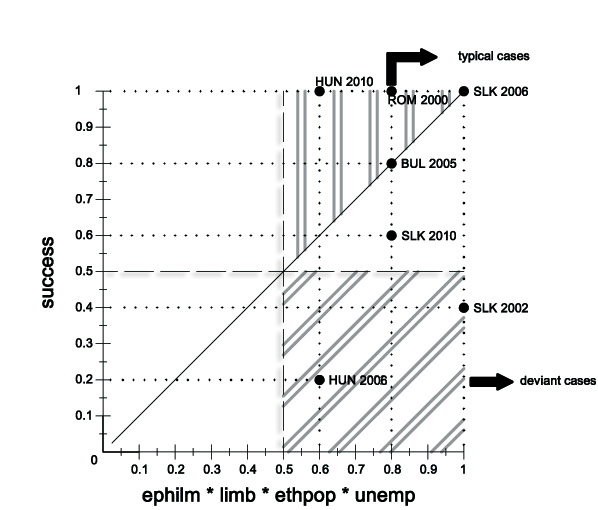 typical cases
HUN 2010
1
ROM 2000
SLK 2006
0.9
0.8
BUL 2005
0.7
0.6
SLK 2010
success
0.5
0.4
SLK 2002
0.3
0.2
HUN 2006
deviant cases
0.1
0
0.1 0.2 0.3 0.4 0.5 0.6 0.7 0.8 0.9 1
ephilm * limb * ethpop * unemp